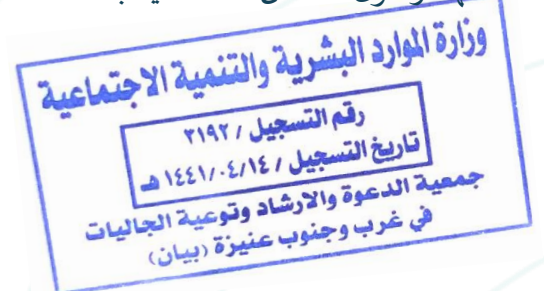 وزارة الموارد البشرية والتنمية الاجتماعية
رقم التسجيل / ٣١٩٢
تاريخ التسجيل / ١٤٤١/٠٤/١٤ هـ
جمعية الدعوة والارشاد وتوعية الجاليات
في غرب وجنوب عنيزة (بيان)